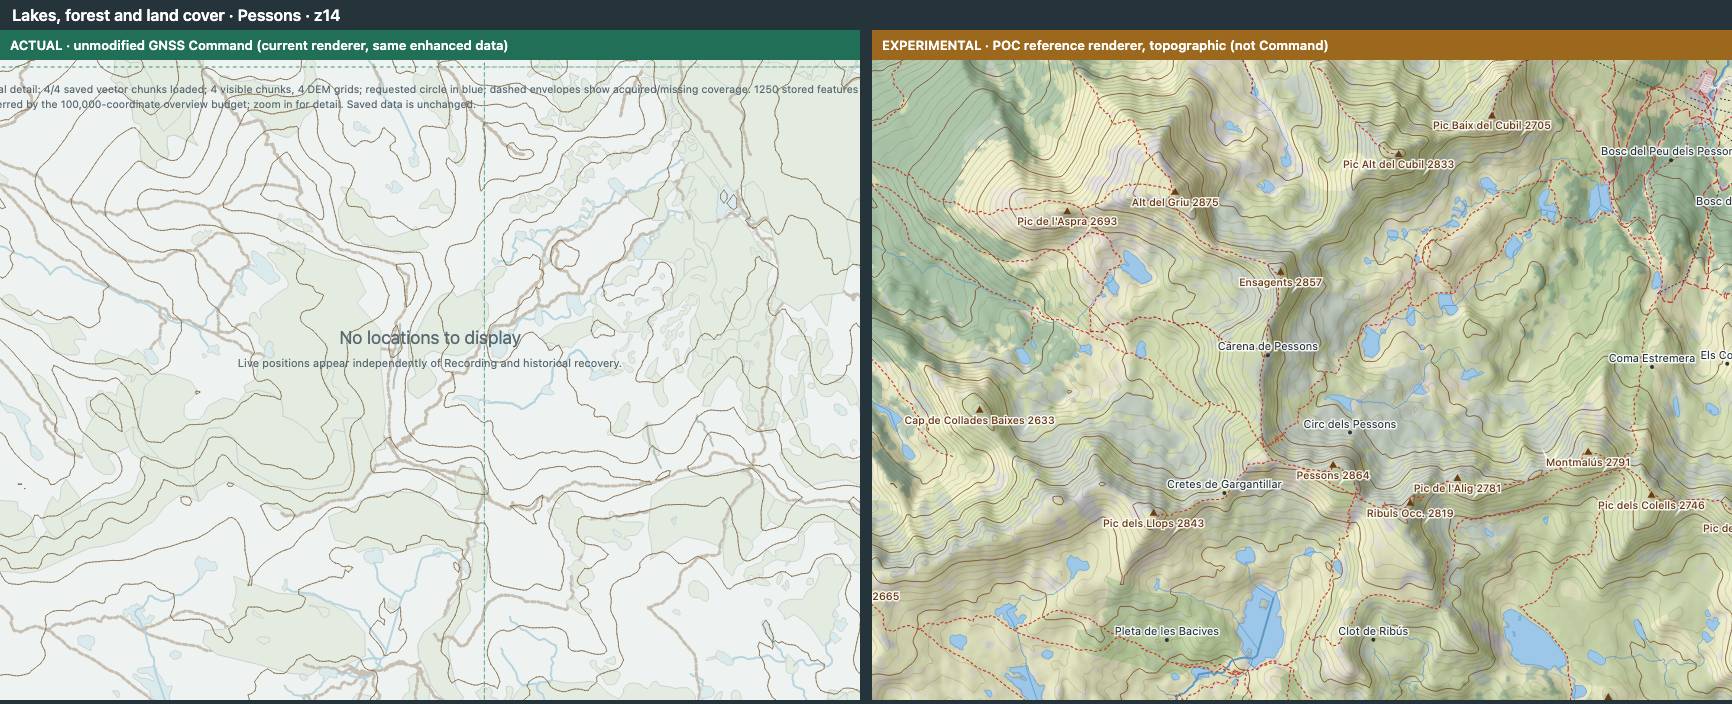 Lakes, forest and land cover · Pessons · z14
ACTUAL · unmodified GNSS Command (current renderer, same enhanced data)
al detail: 4/4 saved vector chunks loaded; 4 visible chunks, 4 DEM grids; requested circle in blue; dashed envelopes show acquired/missing coverage. 1250 stored features
erred by the 100,000-coordinate overview budget; zoom in for detail. Saved data is unchanged.
No locations to display
Live positions appear independently of Recording and historical recovery.
EXPERIMENTAL · POC reference renderer, topographic (not Command)
Pic Baix del Cubil 2705
Bosc del Peu dels Pesson
Pic Alt del Cubil 2833
Alt del Griu 2875
Bosc d
Pic de l'Aspra 2693
Ensagents 2857
Carena de Pessons
Coma Estremera
Els Co
Cap de Collades Baixes 2633
Circ dels Pessons
Montmalús 2791
Pessons 2864
Cretes de Gargantillar
Pic de l'Alig 2781
Pic dels Colells 2746
Ribuls Occ. 2819
Pic dels Llops 2843
Pic de
2665
Pleta de les Bacives
Clot de Ribús